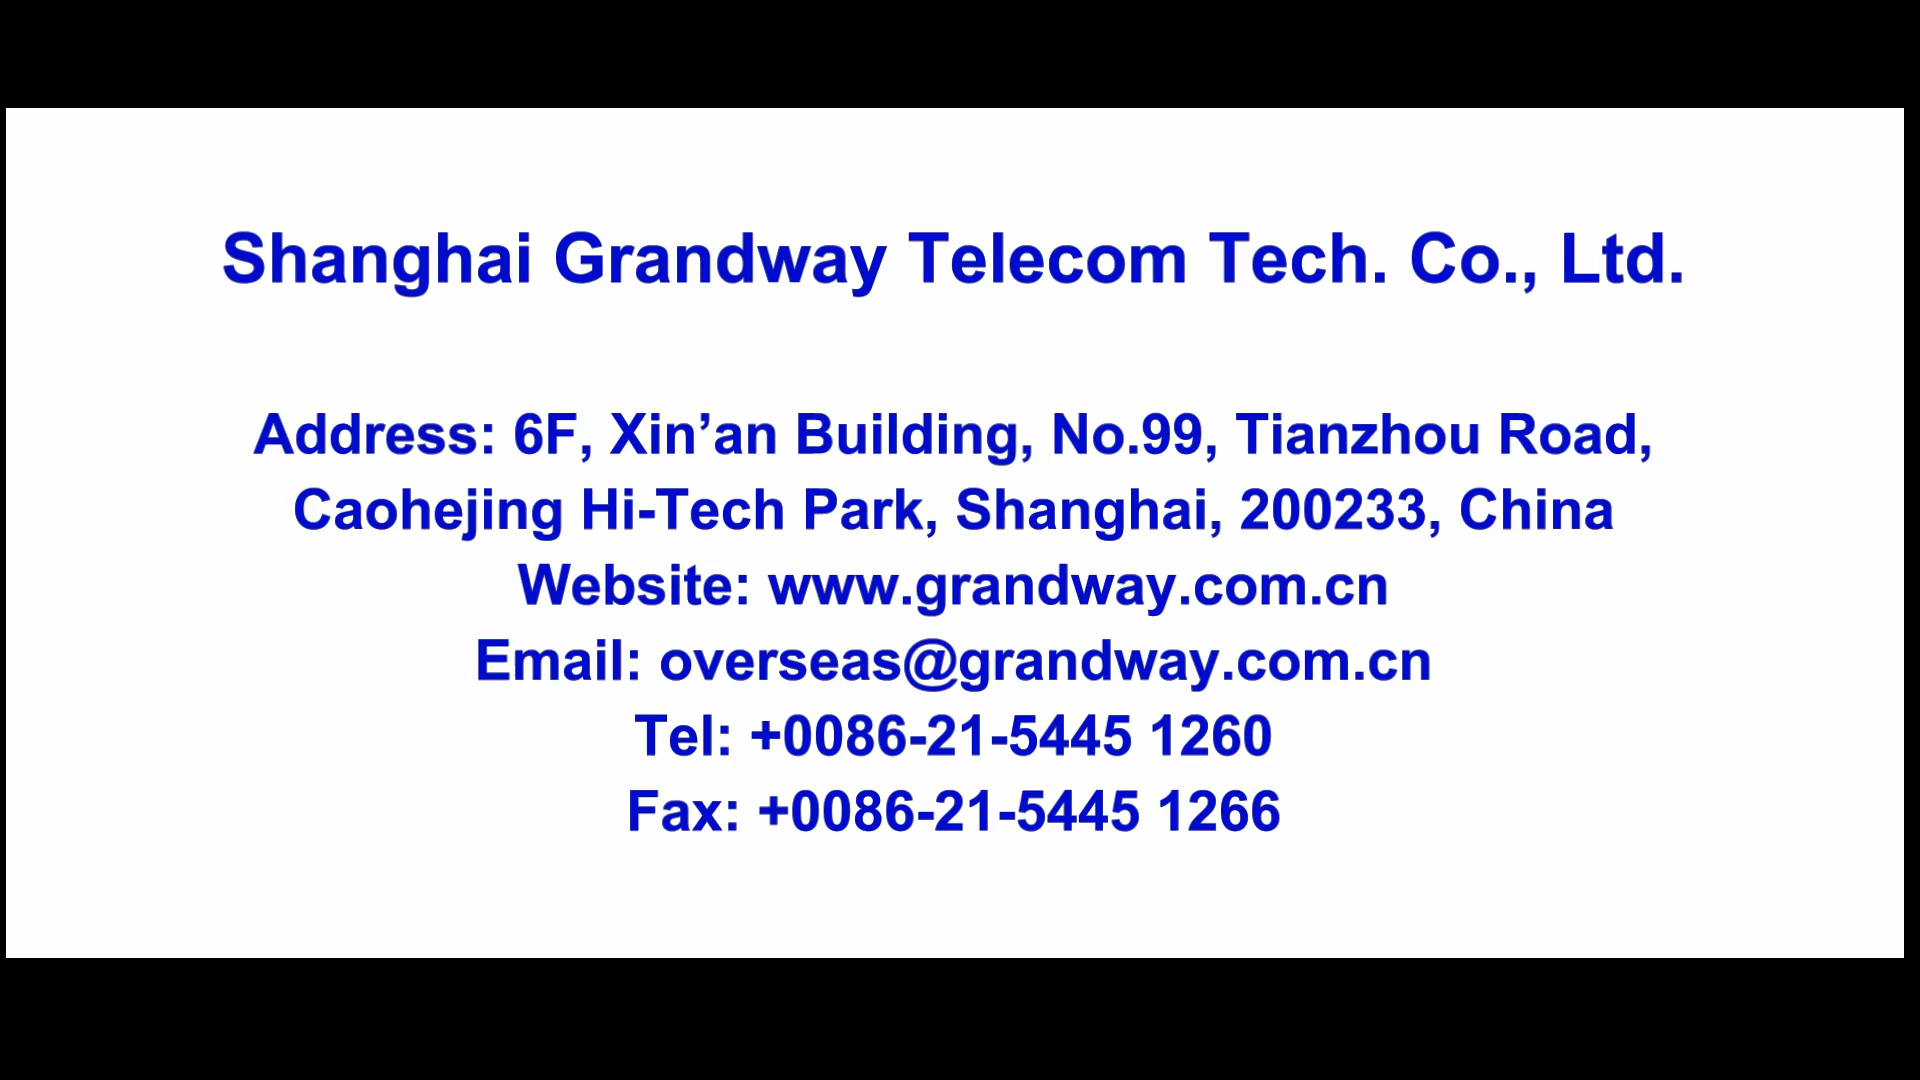 Shanghai Grandway Telecom Tech. Co., Ltd.
Address: 6F, Xin’an Building, No.99, Tianzhou Road,
Caohejing Hi-Tech Park, Shanghai, 200233, China
Website: www.grandway.com.cn
Email: overseas@grandway.com.cn
Tel: +0086-21-5445 1260
Fax: +0086-21-5445 1266